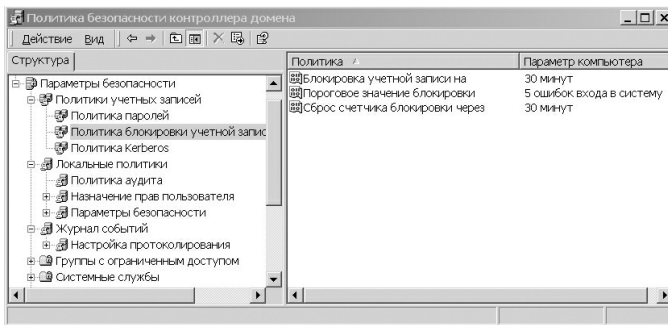 Политика безопасности контроллера домена
Действие Вид
Структура
Политика Параметр компьютера
Параметры безопасности
Политики учетных записей
Политика паролей
Политика блокировки учетной запис
Политика Kerberos
Локальные политики
Политика аудита
Назначение прав пользователя
Параметры безопасности
Журнал событий
Настройка протоколирования
Группы с ограниченным доступом
Системные службы
Блокировка учетной записи на 30 минут
Пороговое значение блокировки 5 ошибок входа в систему
Сброс счетчика блокировки через 30 минут